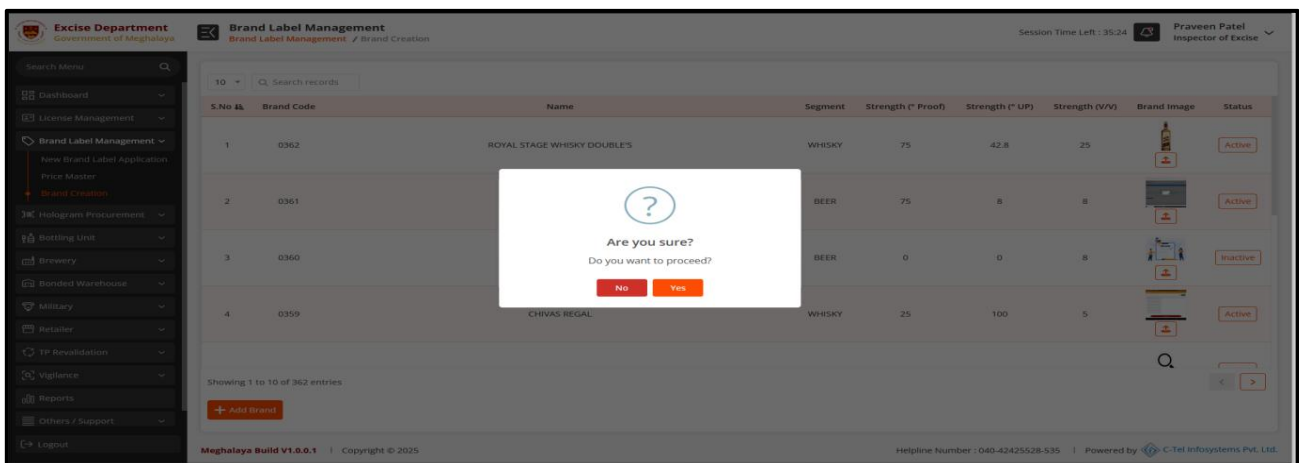 Excise Department
Government of Meghalaya
Brand Label Management
Brand Label Management / Brand Creation
Session Time Left : 35:24
Praveen Patel
Inspector of Excise
Search Menu
Dashboard
License Management
Brand Label Management
New Brand Label Application
Price Master
Brand Creation
Hologram Procurement
Bottling Unit
Brewery
Bonded Warehouse
Military
Retailer
TP Revalidation
Vigilance
Reports
Others / Support
Logout
10 Search records
S.No Brand Code Name Segment Strength (° Proof) Strength (° UP) Strength (V/V) Brand Image Status
1 0362 ROYAL STAGE WHISKY DOUBLE'S WHISKY 75 42.8 25 Active
2 0361 BEER 75 8 8 Active
3 0360 BEER 0 0 8 Inactive
4 0359 CHIVAS REGAL WHISKY 25 100 5 Active
?
Are you sure?
Do you want to proceed?
No Yes
Showing 1 to 10 of 362 entries
< >
+ Add Brand
Meghalaya Build V1.0.0.1 | Copyright © 2025
Helpline Number : 040-42425528-535 | Powered by C-Tel Infosystems Pvt. Ltd.